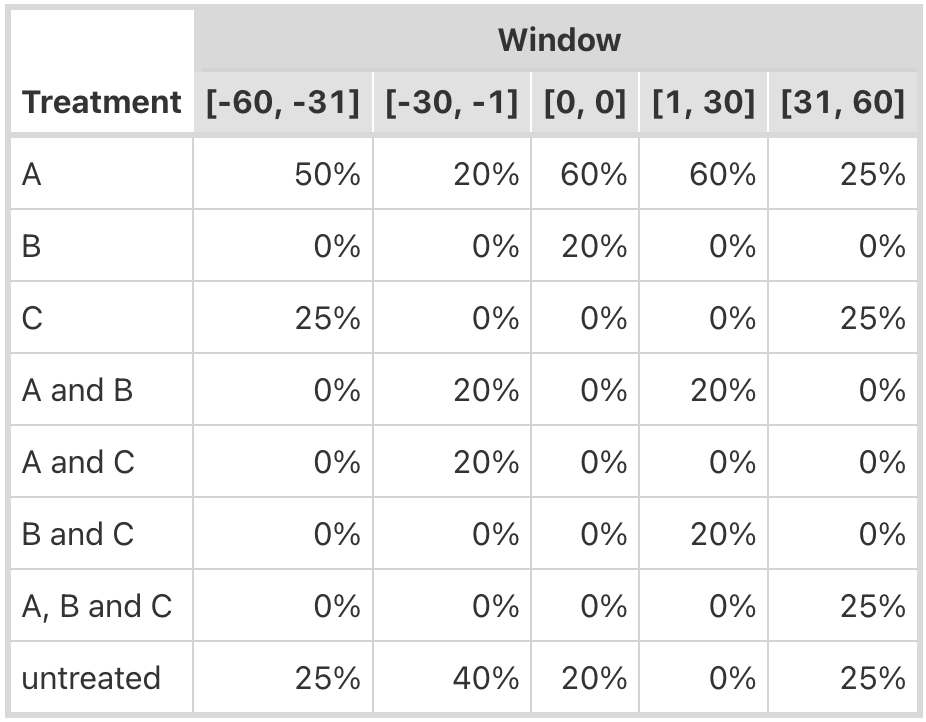 Window
Treatment [-60, -31] [-30, -1] [0, 0] [1, 30] [31, 60]
A 50% 20% 60% 60% 25%
B 0% 0% 20% 0% 0%
C 25% 0% 0% 0% 25%
A and B 0% 20% 0% 20% 0%
A and C 0% 20% 0% 0% 0%
B and C 0% 0% 0% 20% 0%
A, B and C 0% 0% 0% 0% 25%
untreated 25% 40% 20% 0% 25%